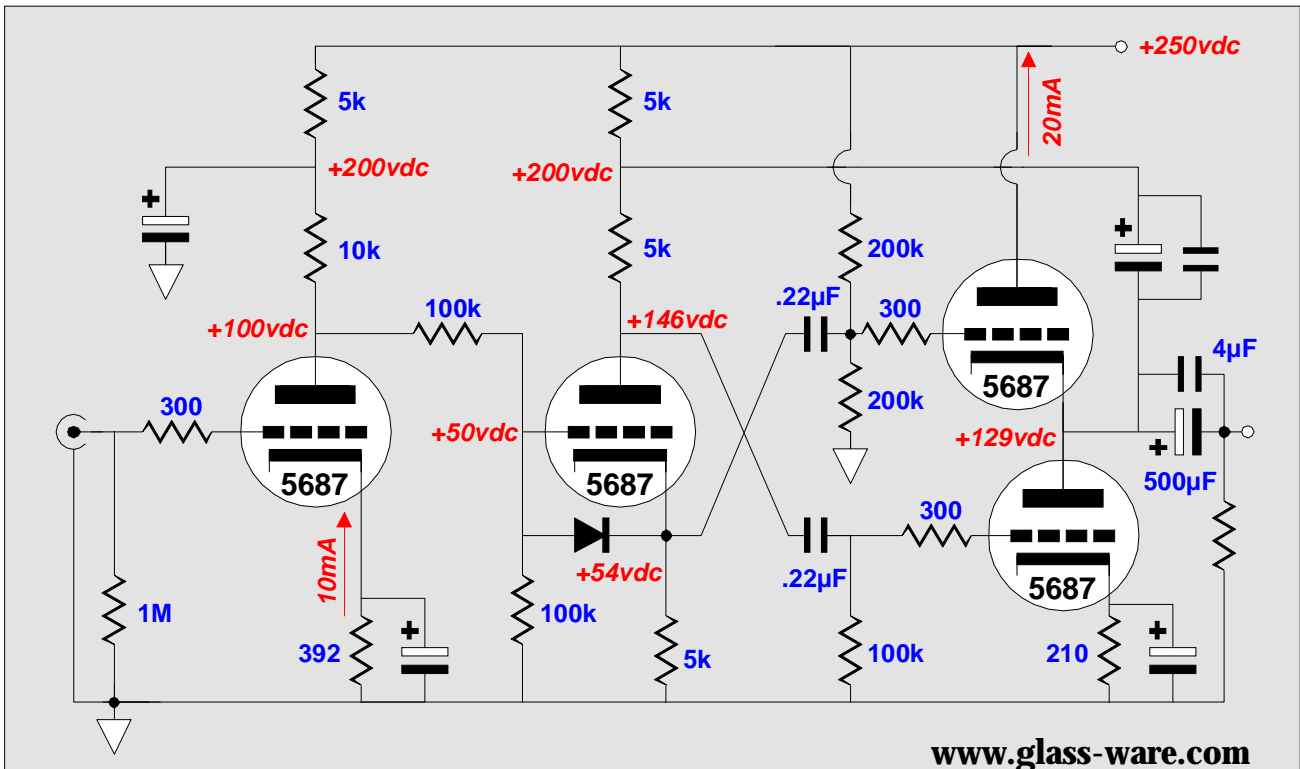 +250vdc
5k
5k
20mA
+200vdc
+200vdc
+
+
10k
5k
200k
.22µF
300
100k
+100vdc
+146vdc
5687
4µF
300
200k
+50vdc
+129vdc
+
500µF
5687
5687
300
10mA
+54vdc
.22µF
5687
1M
100k
+
+
392
5k
100k
210
www.glass-ware.com